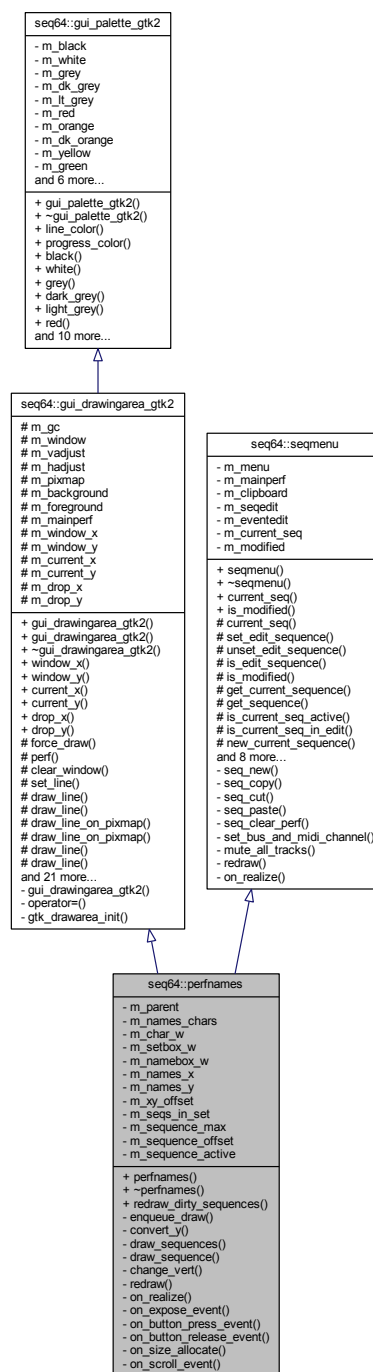 seq64::gui_palette_gtk2
- m_black
- m_white
- m_grey
- m_dk_grey
- m_lt_grey
- m_red
- m_orange
- m_dk_orange
- m_yellow
- m_green
and 6 more...
+ gui_palette_gtk2()
+ ~gui_palette_gtk2()
+ line_color()
+ progress_color()
+ black()
+ white()
+ grey()
+ dark_grey()
+ light_grey()
+ red()
and 10 more...
seq64::gui_drawingarea_gtk2
# m_gc
# m_window
# m_vadjust
# m_hadjust
# m_pixmap
# m_background
# m_foreground
# m_mainperf
# m_window_x
# m_window_y
# m_current_x
# m_current_y
# m_drop_x
# m_drop_y
+ gui_drawingarea_gtk2()
+ gui_drawingarea_gtk2()
+ ~gui_drawingarea_gtk2()
+ window_x()
+ window_y()
+ current_x()
+ current_y()
+ drop_x()
+ drop_y()
# force_draw()
# perf()
# clear_window()
# set_line()
# draw_line()
# draw_line()
# draw_line_on_pixmap()
# draw_line_on_pixmap()
# draw_line()
# draw_line()
and 21 more...
- gui_drawingarea_gtk2()
- operator=()
- gtk_drawarea_init()
seq64::seqmenu
- m_menu
- m_mainperf
- m_clipboard
- m_seqedit
- m_eventedit
- m_current_seq
- m_modified
+ seqmenu()
+ ~seqmenu()
+ current_seq()
+ is_modified()
# current_seq()
# set_edit_sequence()
# unset_edit_sequence()
# is_edit_sequence()
# is_modified()
# get_current_sequence()
# get_sequence()
# is_current_seq_active()
# is_current_seq_in_edit()
# new_current_sequence()
and 8 more...
- seq_new()
- seq_copy()
- seq_cut()
- seq_paste()
- seq_clear_perf()
- set_bus_and_midi_channel()
- mute_all_tracks()
- redraw()
- on_realize()
seq64::perfnames
- m_parent
- m_names_chars
- m_char_w
- m_setbox_w
- m_namebox_w
- m_names_x
- m_names_y
- m_xy_offset
- m_seqs_in_set
- m_sequence_max
- m_sequence_offset
- m_sequence_active
+ perfnames()
+ ~perfnames()
+ redraw_dirty_sequences()
- enqueue_draw()
- convert_y()
- draw_sequences()
- draw_sequence()
- change_vert()
- redraw()
- on_realize()
- on_expose_event()
- on_button_press_event()
- on_button_release_event()
- on_size_allocate()
- on_scroll_event()